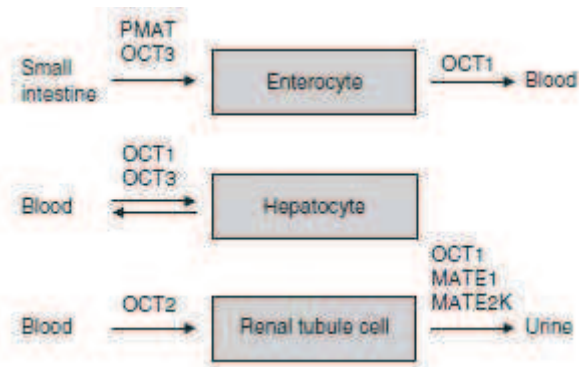 PMAT
OCT3
Small
intestine
Enterocyte
OCT1
Blood
OCT1
OCT3
Blood
Hepatocyte
OCT1
MATE1
MATE2K
Blood
OCT2
Renal tubule cell
Urine